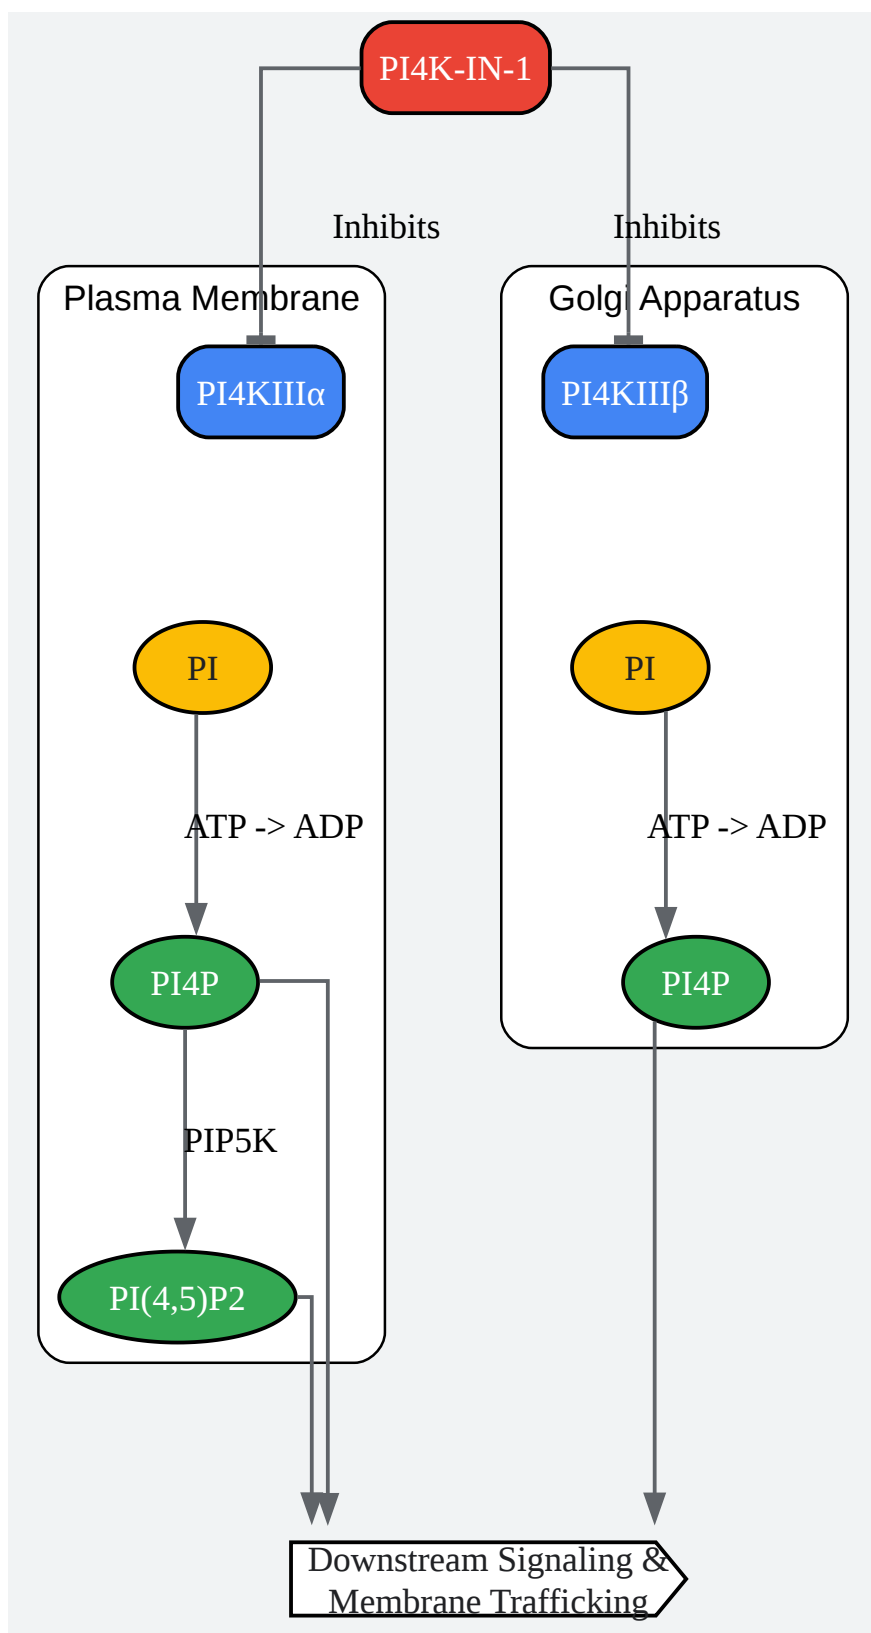 PI4K-IN-1
Inhibits
Inhibits
Plasma Membrane
Golgi Apparatus
PI4KIIIα
PI4KIIIβ
PI
PI
ATP -> ADP
ATP -> ADP
PI4P
PI4P
PIP5K
PI(4,5)P2
Downstream Signaling &
Membrane Trafficking